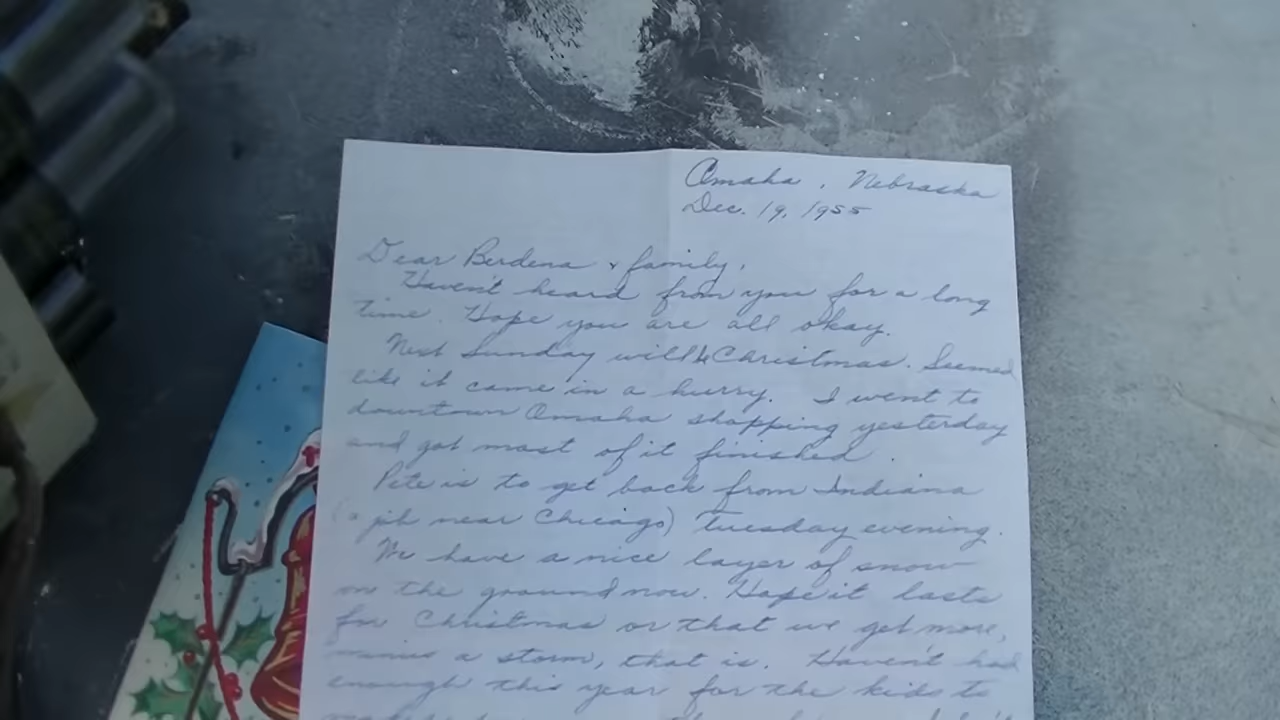 Omaha, Nebraska
Dec. 19, 1955
Dear Berdena & family,
Haven't heard from you for a long
time. Hope you are all okay.
Next Sunday will be Christmas. Seemed
like it came in a hurry. I went to
downtown Omaha shopping yesterday
and got most of it finished.
Pete is to get back from Indiana
(a job near Chicago) Tuesday evening.
We have a nice layer of snow
on the ground now. Hope it lasts
for Christmas or that we get more,
minus a storm, that is. Haven't had
enough this year for the kids to